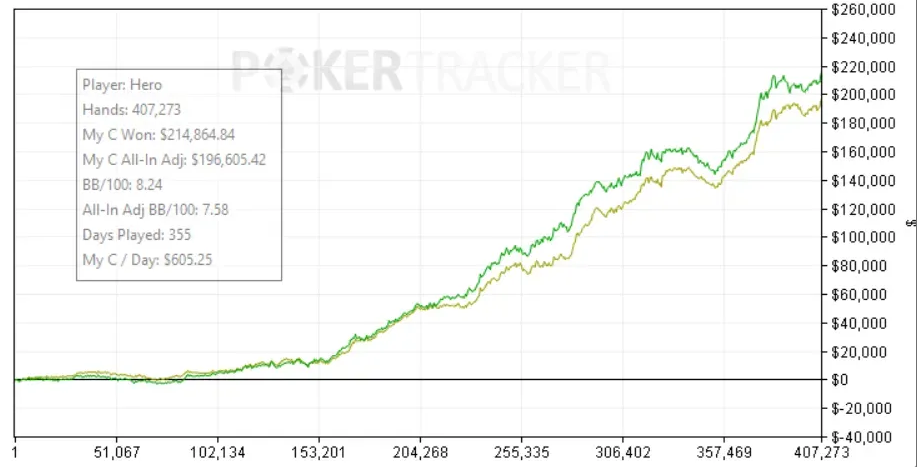 POKERTRACKER
Player: Hero
Hands: 407,273
My C Won: $214,864.84
My C All-In Adj: $196,605.42
BB/100: 8.24
All-In Adj BB/100: 7.58
Days Played: 355
My C / Day: $605.25
$260,000
$240,000
$220,000
$200,000
$180,000
$160,000
$140,000
$120,000
$100,000
$80,000
$60,000
$40,000
$20,000
$0
$-20,000
$-40,000
$
1
51,067
102,134
153,201
204,268
255,335
306,402
357,469
407,273